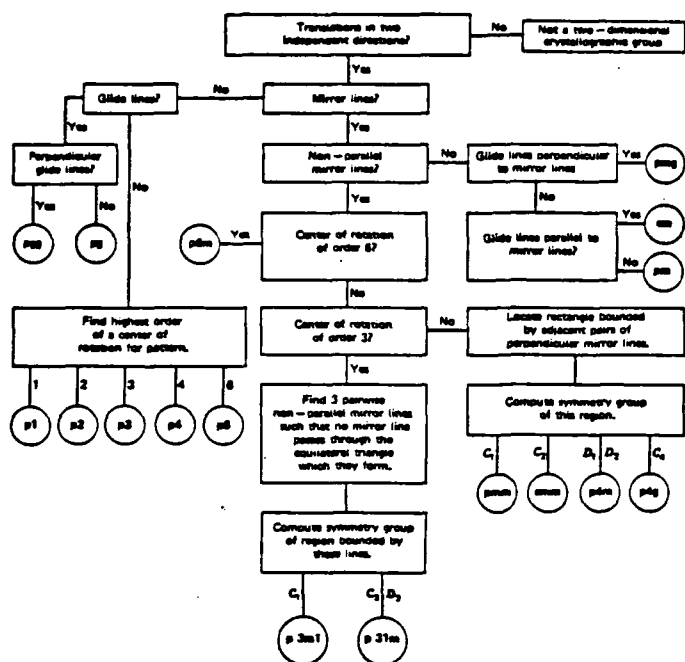 Translations in two
independent directions?
No
Not a two – dimensional
crystallographic group
Yes
Glide lines?
No
Mirror lines?
Yes
Yes
Perpendicular
glide lines?
Non – parallel
mirror lines?
No
Glide lines perpendicular
to mirror lines
Yes
pmg
No
Yes
No
Yes
No
pgg
pg
p6m
Yes
Center of rotation
of order 6?
Glide lines parallel to
mirror lines?
Yes
cm
No
pm
No
Find highest order
of a center of
rotation for pattern.
Center of rotation
of order 3?
No
Locate rectangle bounded
by adjacent pairs of
perpendicular mirror lines.
1 2 3 4 6
Yes
p1 p2 p3 p4 p6
Find 3 pairwise
non – parallel mirror lines
such that no mirror line
passes through the
equilateral triangle
which they form.
Compute symmetry group
of this region.
C₁ C₂ D₁ D₂ C₄
pmm cmm p4m p4g
Compute symmetry group
of region bounded by
these lines.
C₁ C₃ D₃
p 3m1 p 31m